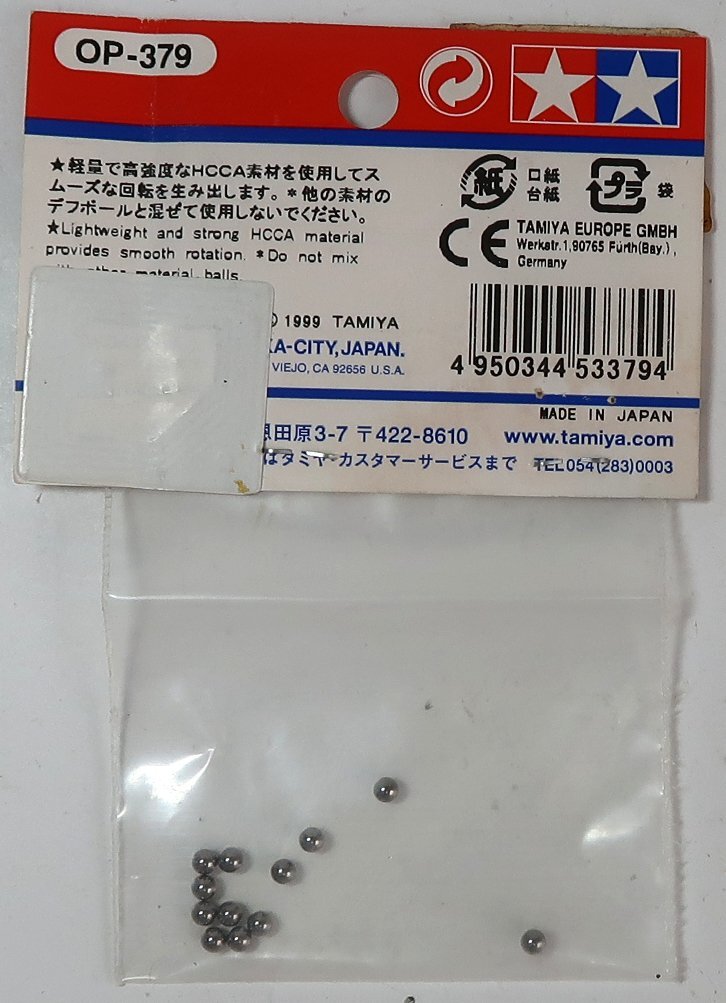 OP-379
★軽量で高強度なHCCA素材を使用してス
ムーズな回転を生み出します。*他の素材の
デフボールと混ぜて使用しないでください。
★Lightweight and strong HCCA material
provides smooth rotation. *Do not mix
material balls.
紙
口紙
台紙
プラ
袋
CE
TAMIYA EUROPE GMBH
Werkstr.1,90765 Fürth(Bay.),
Germany
© 1999 TAMIYA
KA-CITY, JAPAN.
VIEJO, CA 92656 U.S.A.
4 950344 533794
MADE IN JAPAN
田原3-7 〒422-8610
www.tamiya.com
はタミヤ・カスタマーサービスまで
TEL054(283)0003